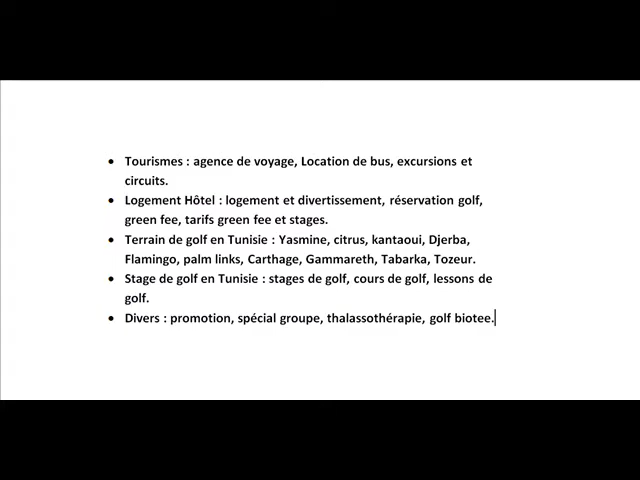 • Tourismes : agence de voyage, Location de bus, excursions et
circuits.
• Logement Hôtel : logement et divertissement, réservation golf,
green fee, tarifs green fee et stages.
• Terrain de golf en Tunisie : Yasmine, citrus, kantaoui, Djerba,
Flamingo, palm links, Carthage, Gammareth, Tabarka, Tozeur.
• Stage de golf en Tunisie : stages de golf, cours de golf, lessons de
golf.
• Divers : promotion, spécial groupe, thalassothérapie, golf biotee.